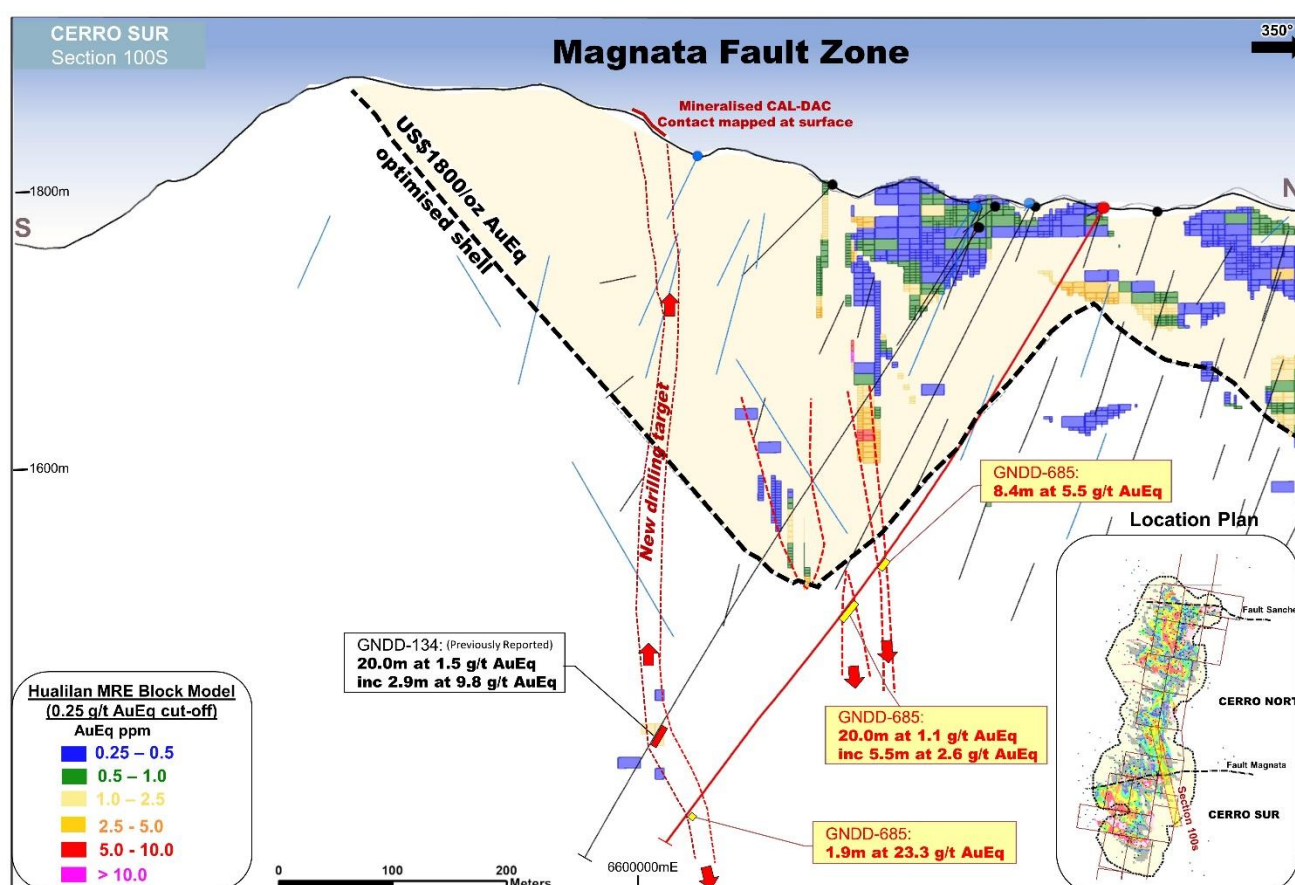 CERRO SUR
Section 100S
Magnata Fault Zone
350°
Mineralised CAL-DAC
Contact mapped at surface
US$1800/oz AuEq
optimised shell
1800m
S
N
1600m
New drilling target
GNDD-685:
8.4m at 5.5 g/t AuEq
Location Plan
Fault Sanche
CERRO NORT
Fault Magnata
CERRO SUR
Section 100s
GNDD-134: (Previously Reported)
20.0m at 1.5 g/t AuEq
inc 2.9m at 9.8 g/t AuEq
GNDD-685:
20.0m at 1.1 g/t AuEq
inc 5.5m at 2.6 g/t AuEq
GNDD-685:
1.9m at 23.3 g/t AuEq
Hualilan MRE Block Model
(0.25 g/t AuEq cut-off)
AuEq ppm
0.25 – 0.5
0.5 – 1.0
1.0 – 2.5
2.5 - 5.0
5.0 - 10.0
> 10.0
0 100 200
Meters
6600000mE